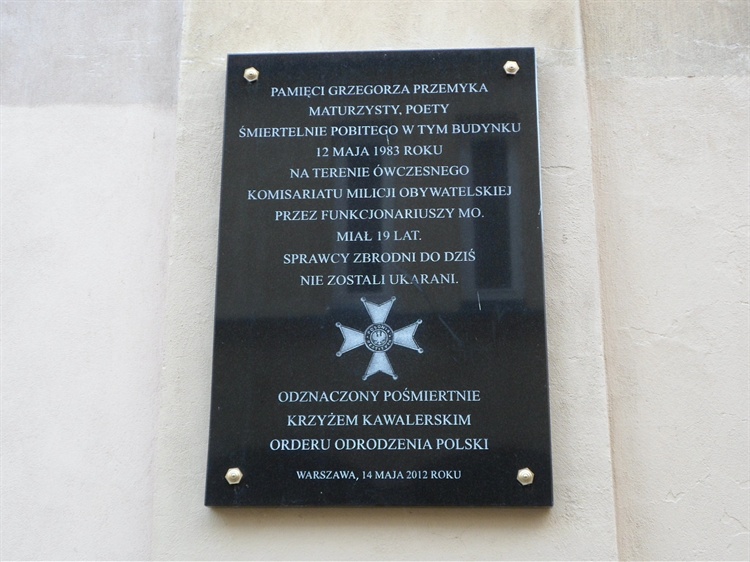 PAMIĘCI GRZEGORZA PRZEMYKA
MATURZYSTY, POETY
ŚMIERTELNIE POBITEGO W TYM BUDYNKU
12 MAJA 1983 ROKU
NA TERENIE ÓWCZESNEGO
KOMISARIATU MILICJI OBYWATELSKIEJ
PRZEZ FUNKCJONARIUSZY MO.
MIAŁ 19 LAT.
SPRAWCY ZBRODNI DO DZIŚ
NIE ZOSTALI UKARANI.
ODZNACZONY POŚMIERTNIE
KRZYŻEM KAWALERSKIM
ORDERU ODRODZENIA POLSKI
WARSZAWA, 14 MAJA 2012 ROKU